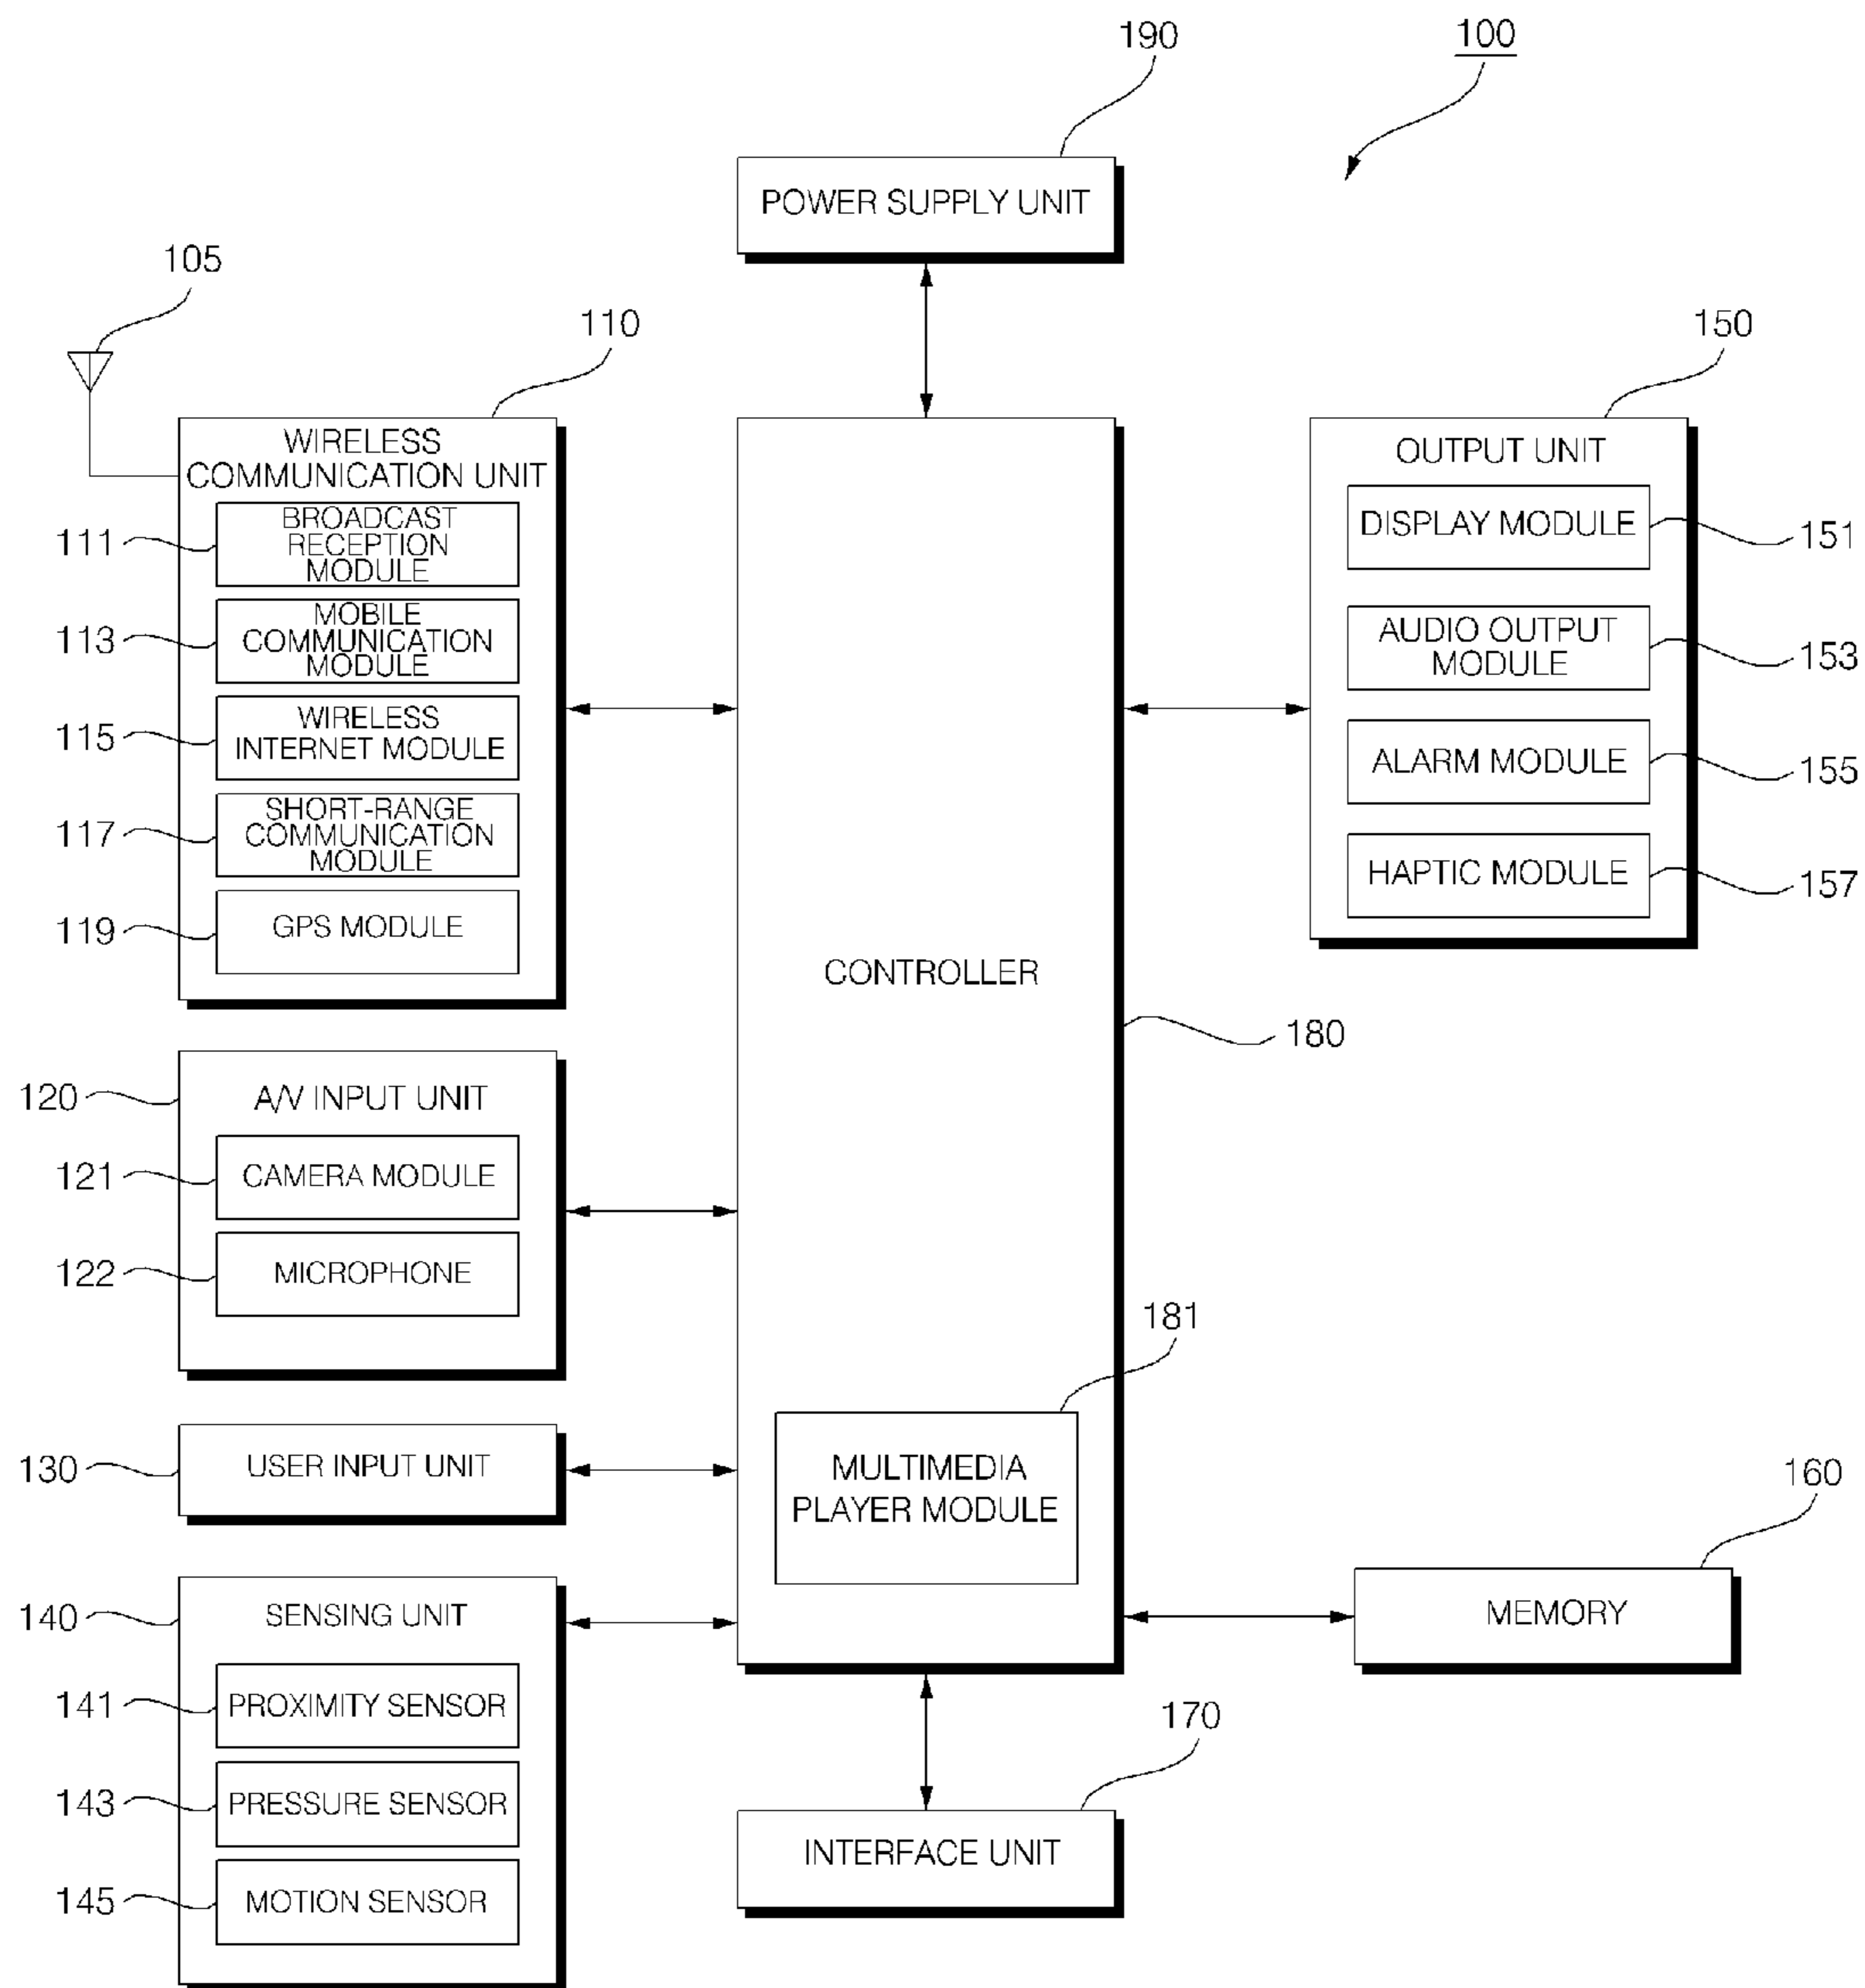 190
100
POWER SUPPLY UNIT
105
110
150
WIRELESS
COMMUNICATION UNIT
111
BROADCAST
RECEPTION
MODULE
113
MOBILE
COMMUNICATION
MODULE
115
WIRELESS
INTERNET MODULE
117
SHORT-RANGE
COMMUNICATION
MODULE
119
GPS MODULE
OUTPUT UNIT
DISPLAY MODULE
151
AUDIO OUTPUT
MODULE
153
ALARM MODULE
155
HAPTIC MODULE
157
CONTROLLER
180
120
A/V INPUT UNIT
121
CAMERA MODULE
122
MICROPHONE
181
MULTIMEDIA
PLAYER MODULE
130
USER INPUT UNIT
160
MEMORY
140
SENSING UNIT
141
PROXIMITY SENSOR
143
PRESSURE SENSOR
145
MOTION SENSOR
170
INTERFACE UNIT